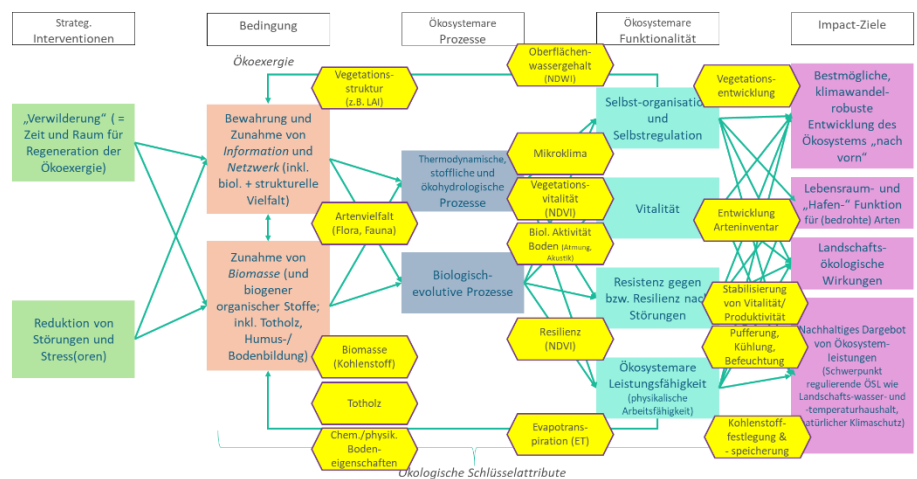 Strateg.
Interventionen
Bedingung
Ökosystemare
Prozesse
Ökosystemare
Funktionalität
Impact-Ziele
Ökoexergie
„Verwilderung“ ( =
Zeit und Raum für
Regeneration der
Ökoexergie)
Reduktion von
Störungen und
Stress(oren)
Bewahrung und
Zunahme von
Information und
Netzwerk (inkl.
biol. + strukturelle
Vielfalt)
Zunahme von
Biomasse (und
biogener
organischer Stoffe;
inkl. Totholz,
Humus-/
Bodenbildung)
Vegetations-
struktur
(z.B. LAI)
Artenvielfalt
(Flora, Fauna)
Biomasse
(Kohlenstoff)
Totholz
Chem./physik.
Boden-
eigenschaften
Thermodynamische,
stoffliche und
ökohydrologische
Prozesse
Biologisch-
evolutive Prozesse
Oberflächen-
wassergehalt
(NDWI)
Mikroklima
Vegetations-
vitalität
(NDVI)
Biol. Aktivität
Boden (Atmung,
Akustik)
Resilienz
(NDVI)
Evapotrans-
piration (ET)
Selbst-organisation
und
Selbstregulation
Vitalität
Resistenz gegen
bzw. Resilienz nach
Störungen
Ökosystemare
Leistungsfähigkeit
(physikalische
Arbeitsfähigkeit)
Vegetations-
entwicklung
Entwicklung
Arteninventar
Stabilisierung
von Vitalität/
Produktivität
Pufferung,
Kühlung,
Befeuchtung
Kohlenstoff-
festlegung &
- speicherung
Bestmögliche,
klimawandel-
robuste
Entwicklung des
Ökosystems „nach
vorn“
Lebensraum- und
„Hafen-“ Funktion
für (bedrohte) Arten
Landschafts-
ökologische
Wirkungen
Nachhaltiges Dargebot
von Ökosystem-
leistungen
(Schwerpunkt
regulierende ÖSL wie
Landschafts-wasser- und
-temperaturhaushalt,
natürlicher Klimaschutz)
Ökologische Schlüsselattribute